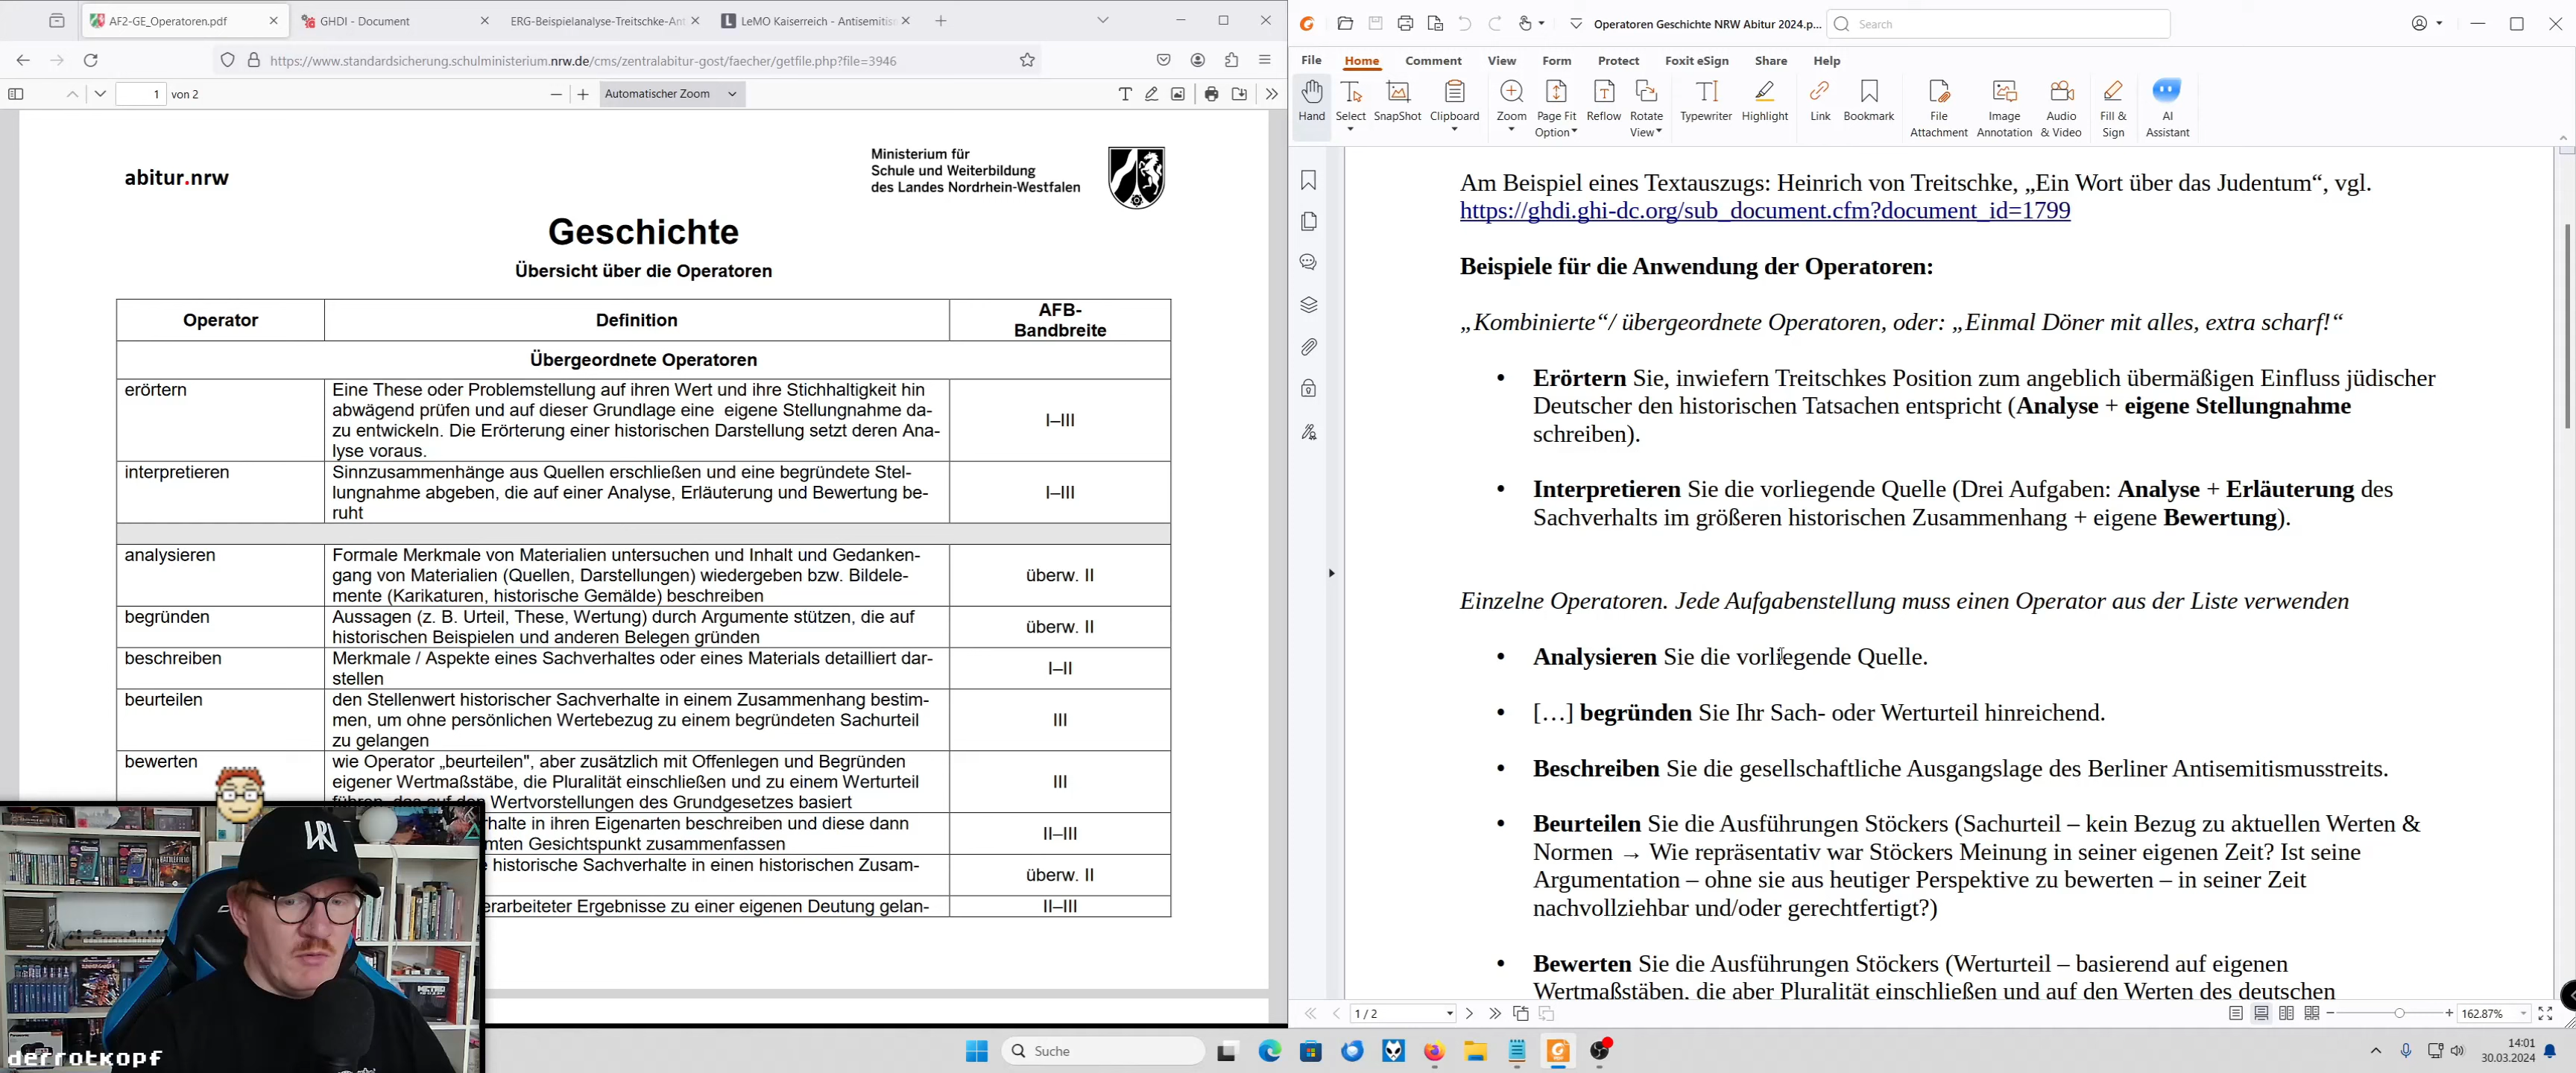 AF2-GE_Operatoren.pdf
GHDI - Document
ERG-Beispielanalyse-Treitschke-Ant
LeMO Kaiserreich - Antisemitis
https://www.standardsicherung.schulministerium.nrw.de/cms/zentralabitur-gost/faecher/getfile.php?file=3946
1 von 2
Automatischer Zoom
abitur.nrw
Ministerium für
Schule und Weiterbildung
des Landes Nordrhein-Westfalen
Geschichte
Übersicht über die Operatoren
Operator Definition AFB-
Bandbreite
Übergeordnete Operatoren
erörtern Eine These oder Problemstellung auf ihren Wert und ihre Stichhaltigkeit hin
abwägend prüfen und auf dieser Grundlage eine eigene Stellungnahme da-
zu entwickeln. Die Erörterung einer historischen Darstellung setzt deren Ana-
lyse voraus.
I–III
interpretieren Sinnzusammenhänge aus Quellen erschließen und eine begründete Stel-
lungnahme abgeben, die auf einer Analyse, Erläuterung und Bewertung be-
ruht
I–III
analysieren Formale Merkmale von Materialien untersuchen und Inhalt und Gedanken-
gang von Materialien (Quellen, Darstellungen) wiedergeben bzw. Bildele-
mente (Karikaturen, historische Gemälde) beschreiben
überw. II
begründen Aussagen (z. B. Urteil, These, Wertung) durch Argumente stützen, die auf
historischen Beispielen und anderen Belegen gründen
überw. II
beschreiben Merkmale / Aspekte eines Sachverhaltes oder eines Materials detailliert dar-
stellen
I–II
beurteilen den Stellenwert historischer Sachverhalte in einem Zusammenhang bestim-
men, um ohne persönlichen Wertebezug zu einem begründeten Sachurteil
zu gelangen
III
bewerten wie Operator „beurteilen", aber zusätzlich mit Offenlegen und Begründen
eigener Wertmaßstäbe, die Pluralität einschließen und zu einem Werturteil
Wertvorstellungen des Grundgesetzes basiert
III
halte in ihren Eigenarten beschreiben und diese dann
mten Gesichtspunkt zusammenfassen
II–III
historische Sachverhalte in einen historischen Zusam-
überw. II
erarbeiteter Ergebnisse zu einer eigenen Deutung gelan-
II–III
derrotkopf
Operatoren Geschichte NRW Abitur 2024.p...
Search
File Home Comment View Form Protect Foxit eSign Share Help
Hand Select SnapShot Clipboard Zoom Page Fit Option Reflow Rotate View Typewriter Highlight Link Bookmark File Attachment Image Annotation Audio & Video Fill & Sign AI Assistant
Am Beispiel eines Textauszugs: Heinrich von Treitschke, „Ein Wort über das Judentum“, vgl.
https://ghdi.ghi-dc.org/sub_document.cfm?document_id=1799
Beispiele für die Anwendung der Operatoren:
„Kombinierte“/ übergeordnete Operatoren, oder: „Einmal Döner mit alles, extra scharf!“
• Erörtern Sie, inwiefern Treitschkes Position zum angeblich übermäßigen Einfluss jüdischer
Deutscher den historischen Tatsachen entspricht (Analyse + eigene Stellungnahme
schreiben).
• Interpretieren Sie die vorliegende Quelle (Drei Aufgaben: Analyse + Erläuterung des
Sachverhalts im größeren historischen Zusammenhang + eigene Bewertung).
Einzelne Operatoren. Jede Aufgabenstellung muss einen Operator aus der Liste verwenden
• Analysieren Sie die vorliegende Quelle.
• […] begründen Sie Ihr Sach- oder Werturteil hinreichend.
• Beschreiben Sie die gesellschaftliche Ausgangslage des Berliner Antisemitismusstreits.
• Beurteilen Sie die Ausführungen Stöckers (Sachurteil – kein Bezug zu aktuellen Werten &
Normen → Wie repräsentativ war Stöckers Meinung in seiner eigenen Zeit? Ist seine
Argumentation – ohne sie aus heutiger Perspektive zu bewerten – in seiner Zeit
nachvollziehbar und/oder gerechtfertigt?)
• Bewerten Sie die Ausführungen Stöckers (Werturteil – basierend auf eigenen
Wertmaßstäben, die aber Pluralität einschließen und auf den Werten des deutschen
1 / 2
162.87%
Suche
14:01
30.03.2024